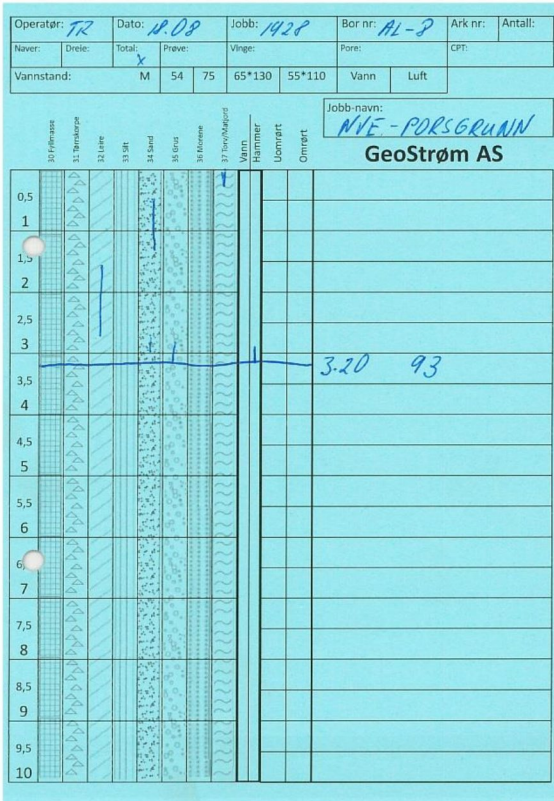 Operatør: TR Dato: 18.08 Jobb: 1928 Bor nr: AL-8 Ark nr: Antall:
Naver: Dreie: Total: x Prøve: Vinge: Pore: CPT:
Vannstand: M 54 75 65*130 55*110 Vann Luft
Jobb-navn:
NVE-PORSGRUNN
GeoStrøm AS
30 Fyllmasse
31 Tørrskorpe
32 Leire
33 Silt
34 Sand
35 Grus
36 Morene
37 Torv/Matjord
Vann
Hammer
Uomrørt
Omrørt
0,5
1
1,5
2
2,5
3
3.20 93
3,5
4
4,5
5
5,5
6
6,
7
7,5
8
8,5
9
9,5
10